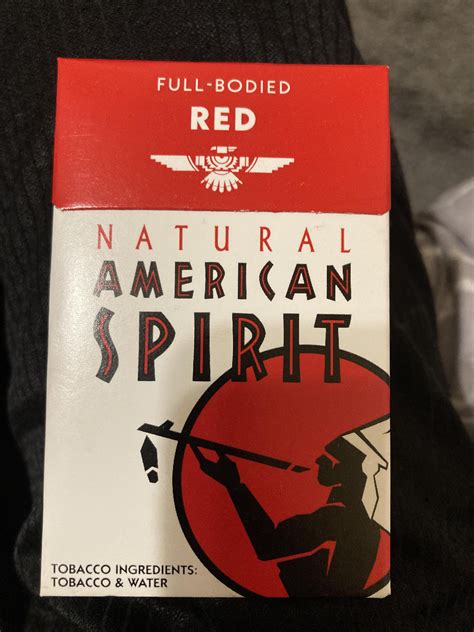 FULL-BODIED
RED
NATURAL
AMERICAN
SPIRIT
TOBACCO INGREDIENTS:
TOBACCO & WATER